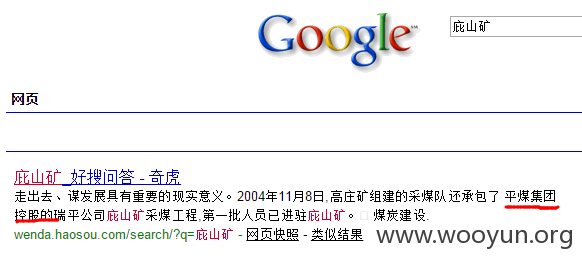 Google™
庇山矿
网页
庇山矿_好搜问答 - 奇虎
走出去、谋发展具有重要的现实意义。2004年11月8日,高庄矿组建的采煤队还承包了 平煤集团
控股的瑞平公司庇山矿采煤工程,第一批人员已进驻庇山矿。□ 煤炭建设.
wenda.haosou.com/search/?q=庇山矿 - 网页快照 - 类似结果
www.wooyun.org